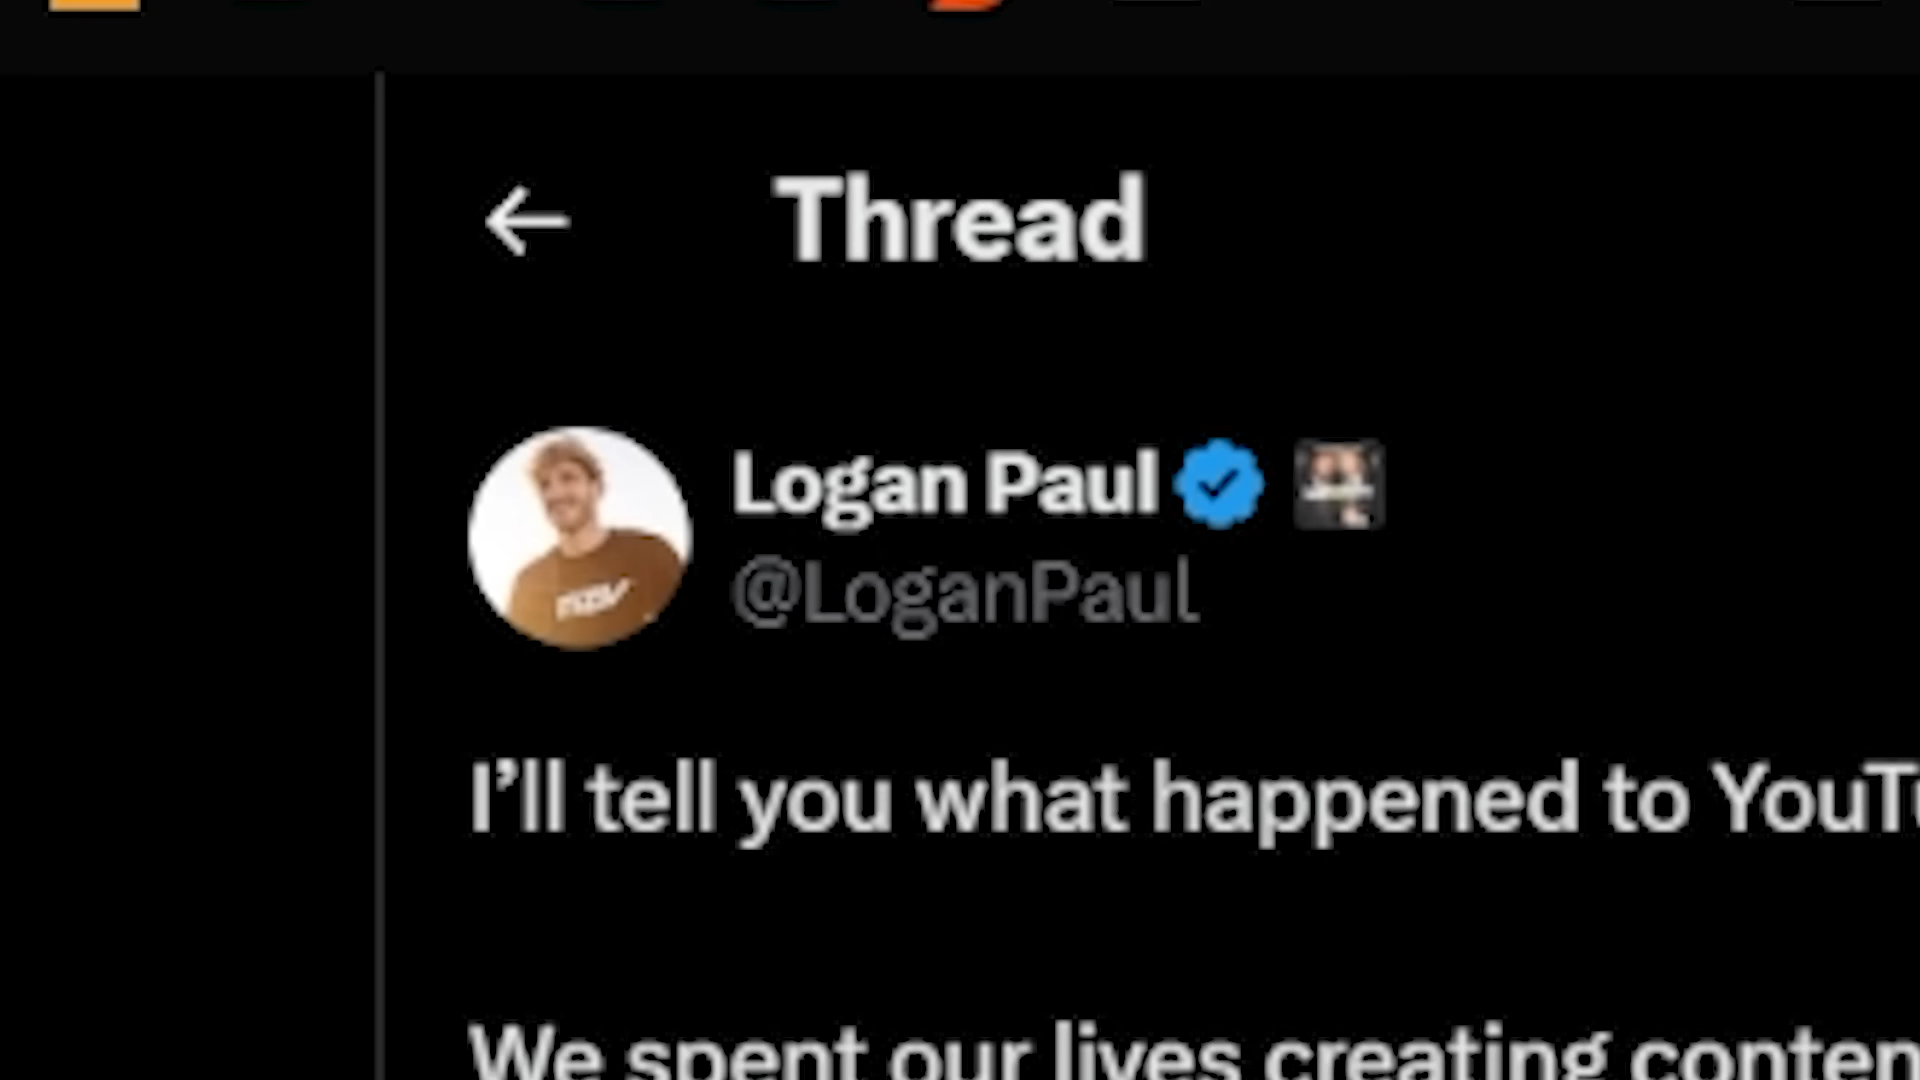 Thread
Logan Paul
@LoganPaul
I’ll tell you what happened to
We spent our lives creating